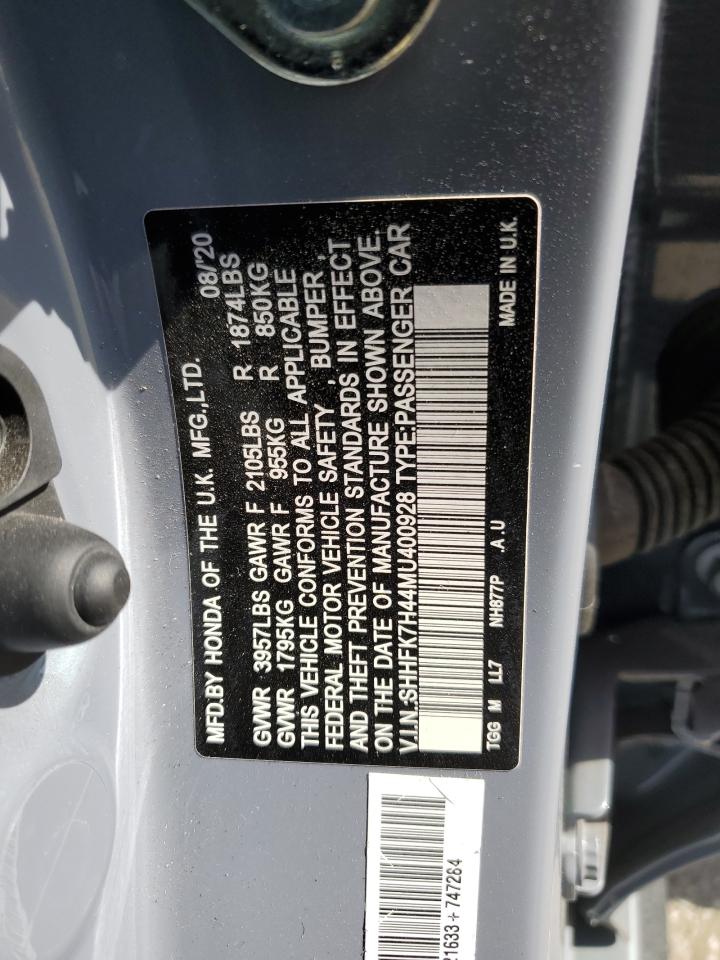 MFD.BY HONDA OF THE U.K. MFG.,LTD. 08/'20
GVWR 3957LBS GAWR F 2105LBS R 1874LBS
GVWR 1795KG GAWR F 955KG R 850KG
THIS VEHICLE CONFORMS TO ALL APPLICABLE
FEDERAL MOTOR VEHICLE SAFETY , BUMPER ,
AND THEFT PREVENTION STANDARDS IN EFFECT
ON THE DATE OF MANUFACTURE SHOWN ABOVE.
V.I.N.:SHHFK7H44MU400928 TYPE:PASSENGER CAR
TGG M LL7 NH877P .A.U MADE IN U.K.
21633 + 747284